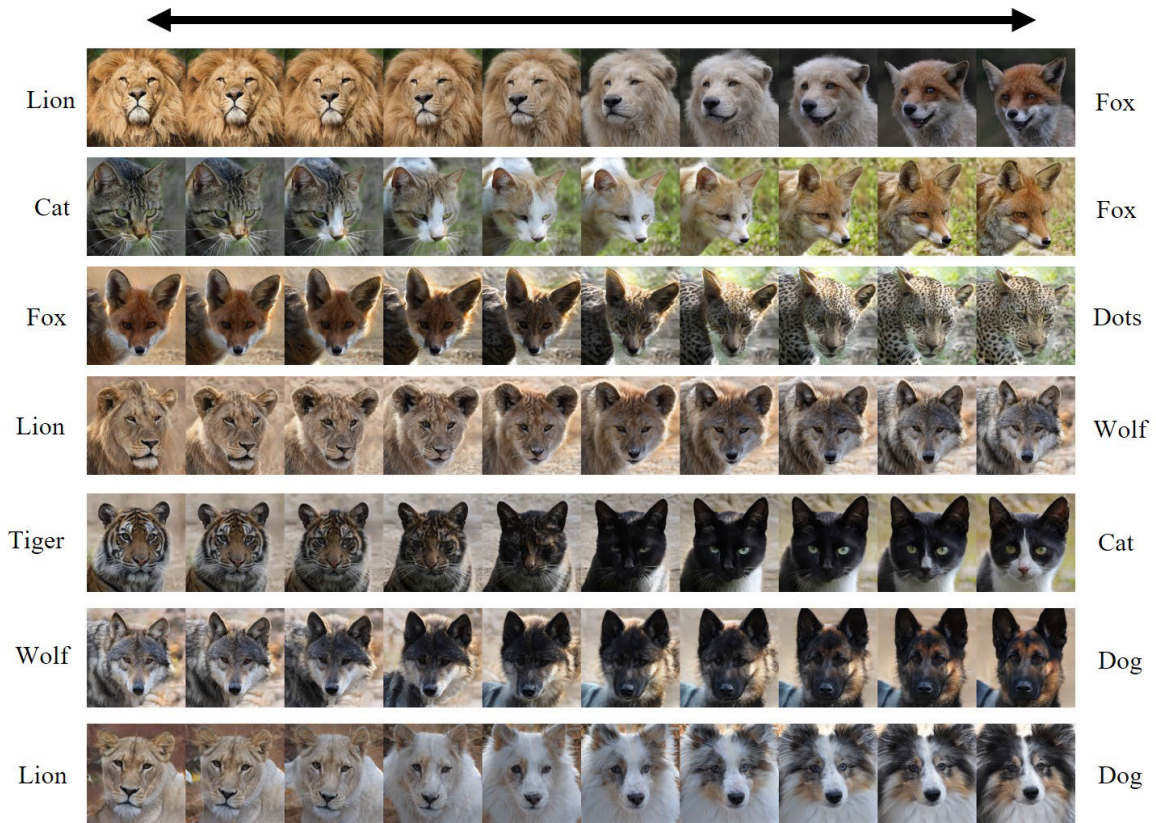 Lion Fox
Cat Fox
Fox Dots
Lion Wolf
Tiger Cat
Wolf Dog
Lion Dog